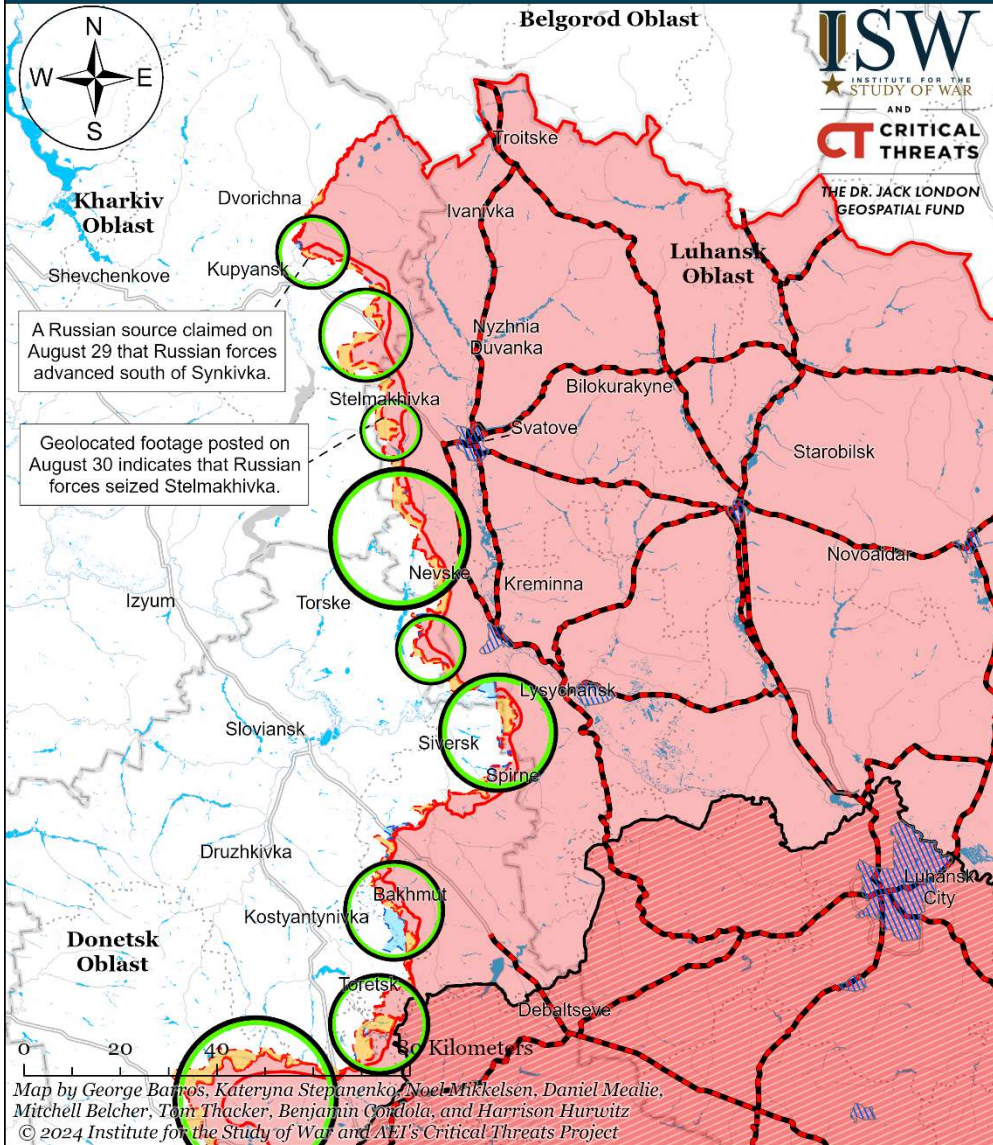 Belgorod Oblast
N
W
E
S
ISW
INSTITUTE FOR THE
STUDY OF WAR
AND
CT CRITICAL
THREATS
THE DR. JACK LONDON
GEOSPATIAL FUND
Troitske
Dvorichna
Kharkiv
Oblast
Ivanivka
Luhansk
Oblast
Kupyansk
Shevchenkove
A Russian source claimed on
August 29 that Russian forces
advanced south of Synkivka.
Nyzhnia
Duvanka
Bilokurakyne
Stelmakhivka
Svatove
Geolocated footage posted on
August 30 indicates that Russian
forces seized Stelmakhivka.
Starobilsk
Novoaidar
Nevske
Kreminna
Izyum
Torske
Lysychansk
Sloviansk
Siversk
Spirne
Druzhkivka
Luhansk
City
Bakhmut
Kostyantynivka
Donetsk
Oblast
Toretsk
Debaltseve
0 20 40 80 Kilometers
Map by George Barros, Kateryna Stepanenko, Noel Mikkelsen, Daniel Mealie,
Mitchell Belcher, Tom Thacker, Benjamin Cordola, and Harrison Hurwitz
© 2024 Institute for the Study of War and AEI's Critical Threats Project